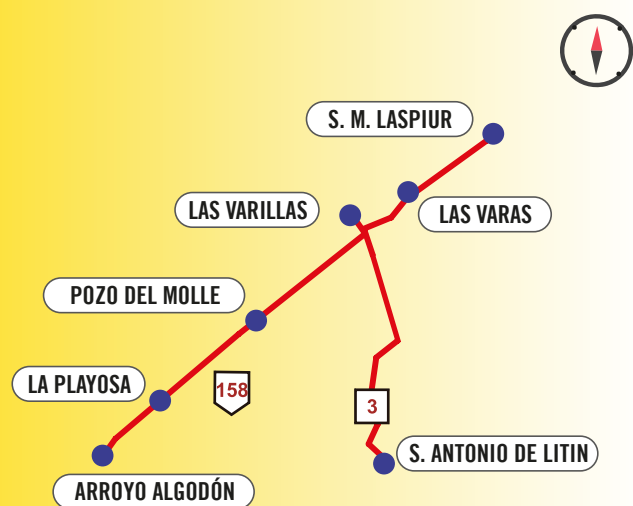 S. M. LASPIUR
LAS VARILLAS
LAS VARAS
POZO DEL MOLLE
LA PLAYOSA
158
3
S. ANTONIO DE LITIN
ARROYO ALGODÓN